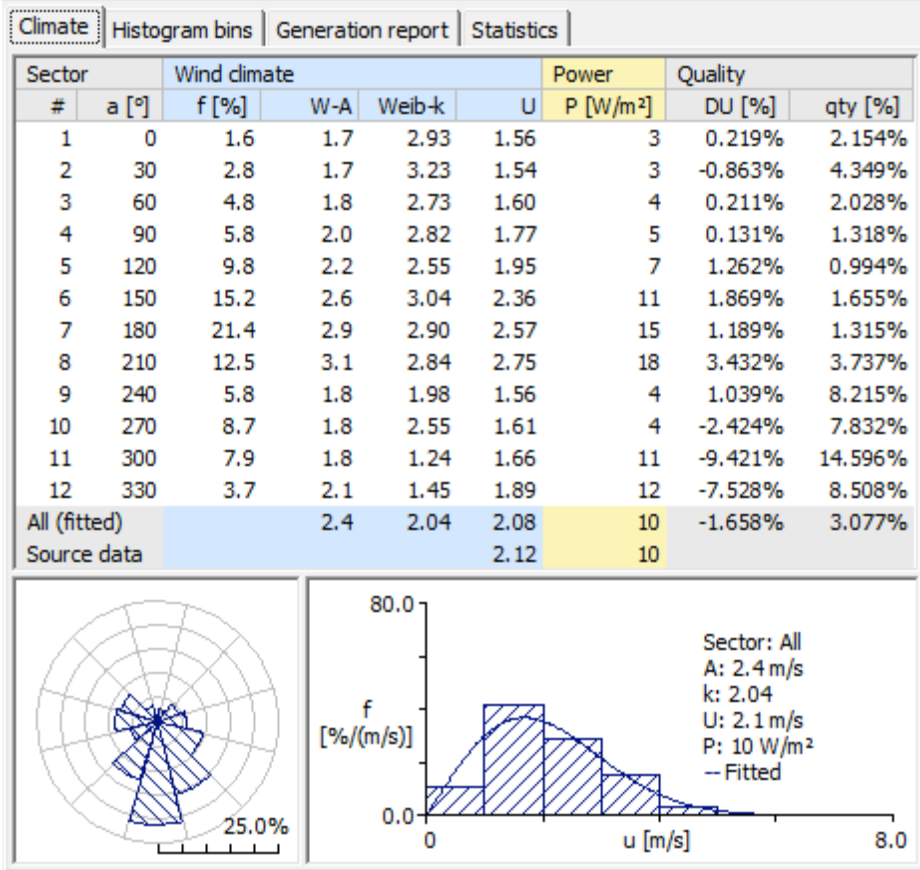 Climate Histogram bins Generation report Statistics
Sector Wind climate Power Quality
# a [°] f [%] W-A Weib-k U P [W/m²] DU [%] qty [%]
1 0 1.6 1.7 2.93 1.56 3 0.219% 2.154%
2 30 2.8 1.7 3.23 1.54 3 -0.863% 4.349%
3 60 4.8 1.8 2.73 1.60 4 0.211% 2.028%
4 90 5.8 2.0 2.82 1.77 5 0.131% 1.318%
5 120 9.8 2.2 2.55 1.95 7 1.262% 0.994%
6 150 15.2 2.6 3.04 2.36 11 1.869% 1.655%
7 180 21.4 2.9 2.90 2.57 15 1.189% 1.315%
8 210 12.5 3.1 2.84 2.75 18 3.432% 3.737%
9 240 5.8 1.8 1.98 1.56 4 1.039% 8.215%
10 270 8.7 1.8 2.55 1.61 4 -2.424% 7.832%
11 300 7.9 1.8 1.24 1.66 11 -9.421% 14.596%
12 330 3.7 2.1 1.45 1.89 12 -7.528% 8.508%
All (fitted) 2.4 2.04 2.08 10 -1.658% 3.077%
Source data 2.12 10
25.0%
80.0
f
[%/(m/s)]
0.0
0 u [m/s] 8.0
Sector: All
A: 2.4 m/s
k: 2.04
U: 2.1 m/s
P: 10 W/m²
-- Fitted